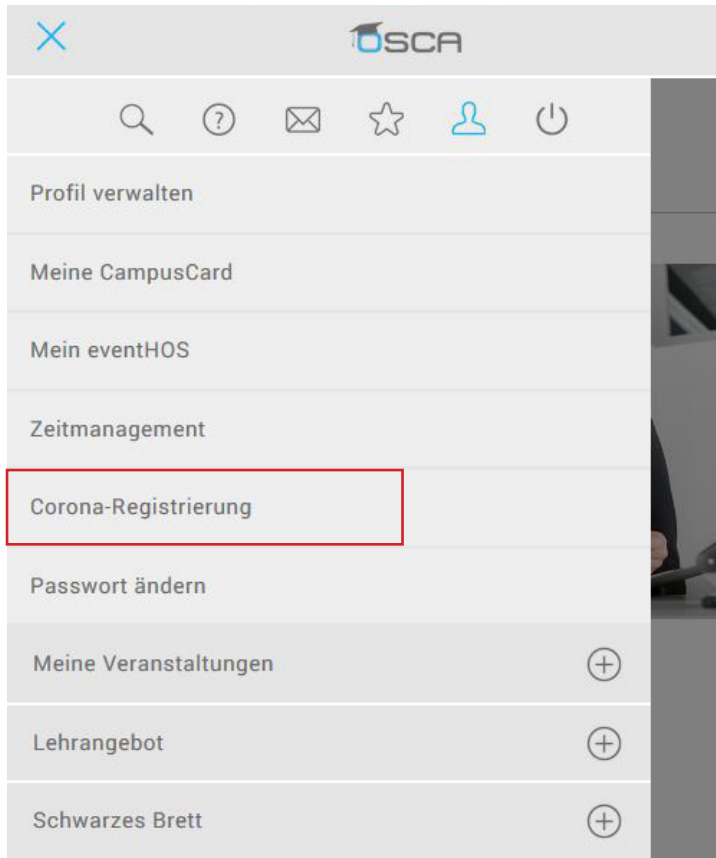 OSCA
Profil verwalten
Meine CampusCard
Mein eventHOS
Zeitmanagement
Corona-Registrierung
Passwort ändern
Meine Veranstaltungen
Lehrangebot
Schwarzes Brett